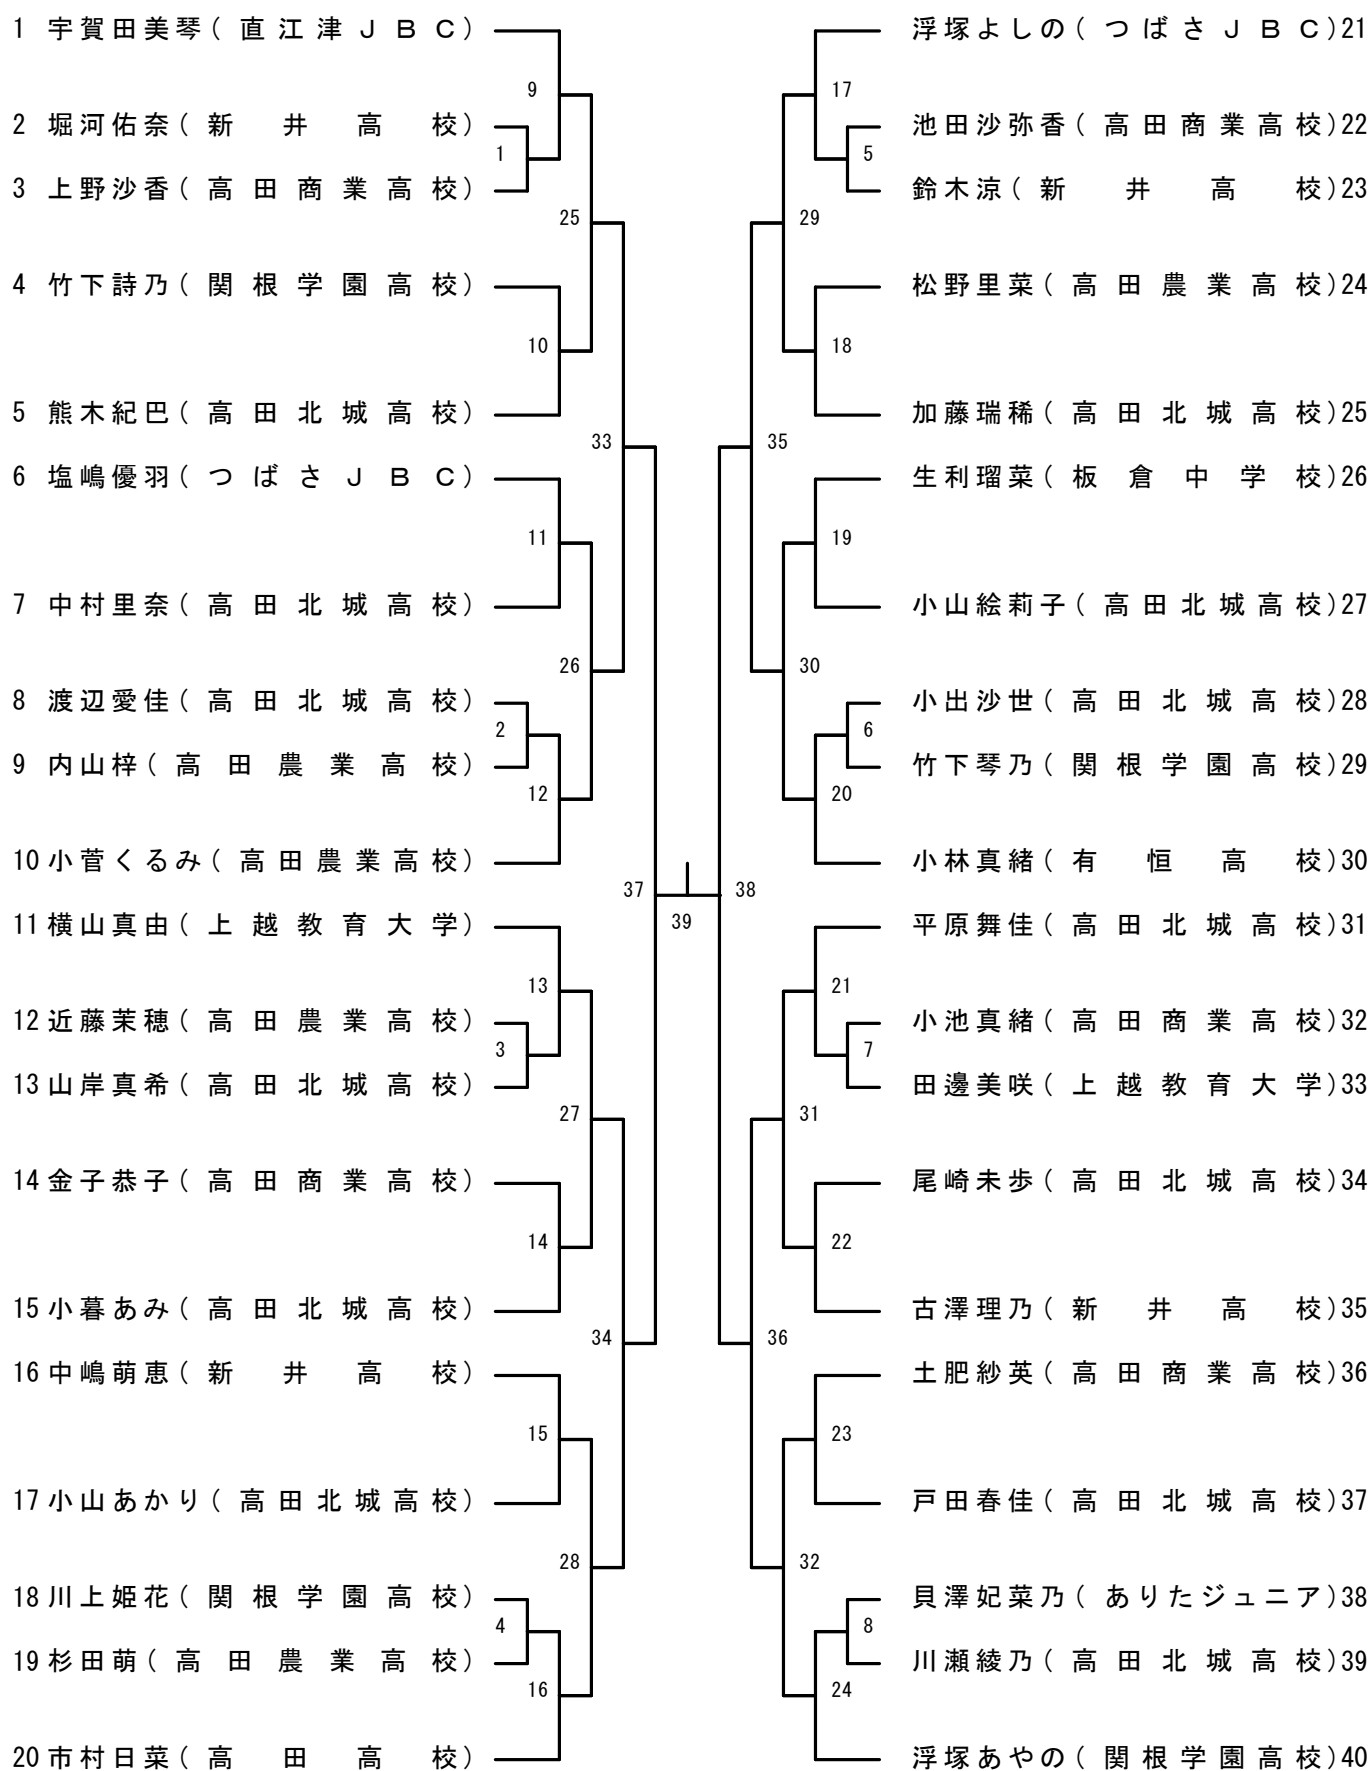 1 宇賀田美琴( 直江津ＪＢＣ)
2 堀河佑奈( 新井高校)
3 上野沙香( 高田商業高校)
4 竹下詩乃( 関根学園高校)
5 熊木紀巴( 高田北城高校)
6 塩嶋優羽( つばさＪＢＣ)
7 中村里奈( 高田北城高校)
8 渡辺愛佳( 高田北城高校)
9 内山梓( 高田農業高校)
10 小菅くるみ( 高田農業高校)
11 横山真由( 上越教育大学)
12 近藤茉穂( 高田農業高校)
13 山岸真希( 高田北城高校)
14 金子恭子( 高田商業高校)
15 小暮あみ( 高田北城高校)
16 中嶋萌恵( 新井高校)
17 小山あかり( 高田北城高校)
18 川上姫花( 関根学園高校)
19 杉田萌( 高田農業高校)
20 市村日菜( 高田高校)
9
1
25
10
33
11
26
2
12
37
13
3
27
14
34
15
28
4
16
39
38
17
5
29
18
35
19
30
6
20
21
7
31
22
36
23
32
8
24
浮塚よしの( つばさＪＢＣ)21
池田沙弥香( 高田商業高校)22
鈴木涼( 新井高校)23
松野里菜( 高田農業高校)24
加藤瑞稀( 高田北城高校)25
生利瑠菜( 板倉中学校)26
小山絵莉子( 高田北城高校)27
小出沙世( 高田北城高校)28
竹下琴乃( 関根学園高校)29
小林真緒( 有恒高校)30
平原舞佳( 高田北城高校)31
小池真緒( 高田商業高校)32
田邊美咲( 上越教育大学)33
尾崎未歩( 高田北城高校)34
古澤理乃( 新井高校)35
土肥紗英( 高田商業高校)36
戸田春佳( 高田北城高校)37
貝澤妃菜乃( ありたジュニア)38
川瀬綾乃( 高田北城高校)39
浮塚あやの( 関根学園高校)40